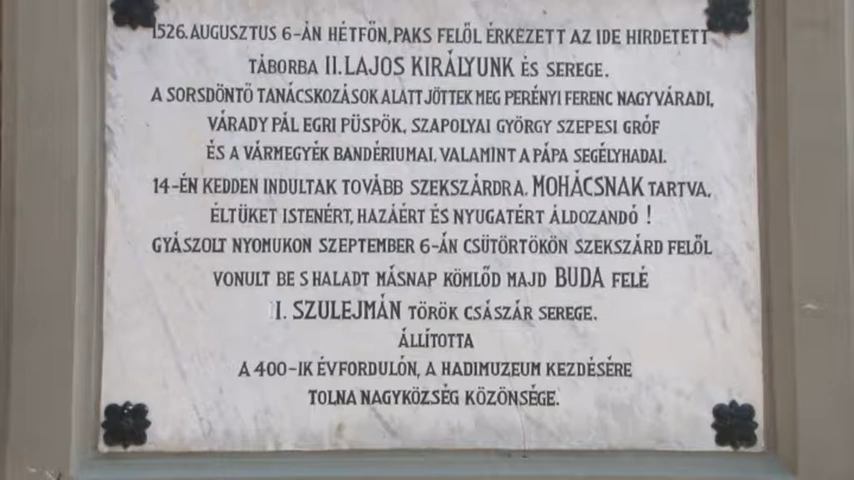 1526. AUGUSZTUS 6-ÁN HÉTFŐN, PAKS FELŐL ÉRKEZETT AZ IDE HIRDETETT
TÁBORBA II. LAJOS KIRÁLYUNK ÉS SEREGE.
A SORSDÖNTŐ TANÁCSKOZÁSOK ALATT JÖTTEK MEG PERÉNYI FERENC NAGYVÁRADI,
VÁRADY PÁL EGRI PÜSPÖK, SZAPOLYAI GYÖRGY SZEPESI GRÓF
ÉS A VÁRMEGYÉK BANDÉRIUMAI, VALAMINT A PÁPA SEGÉLYHADAI.
14-ÉN KEDDEN INDULTAK TOVÁBB SZEKSZÁRDRA, MOHÁCSNAK TARTVA,
ÉLTÜKET ISTENÉRT, HAZÁÉRT ÉS NYUGATÉRT ÁLDOZANDÓ!
GYÁSZOLT NYOMUKON SZEPTEMBER 6-ÁN CSÜTÖRTÖKÖN SZEKSZÁRD FELŐL
VONULT BE S HALADT MÁSNAP KÖMLŐD MAJD BUDA FELÉ
I. SZULEJMÁN TÖRÖK CSÁSZÁR SEREGE.
ÁLLÍTOTTA
A 400-IK ÉVFORDULÓN, A HADIMUZEUM KEZDÉSÉRE
TOLNA NAGYKÖZSÉG KÖZÖNSÉGE.